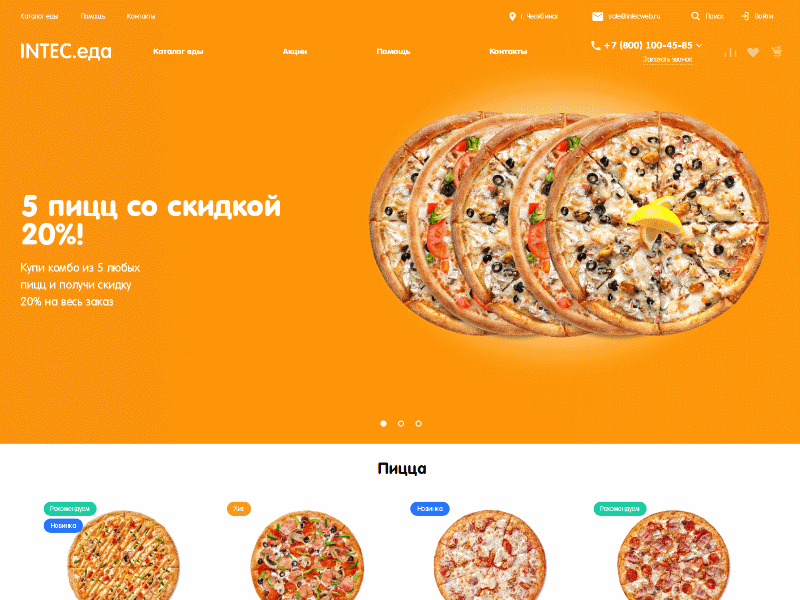 Каталог еды Помощь Контакты г. Челябинск sale@intecweb.ru Поиск Войти
INTEC.еда Каталог еды Акции Помощь Контакты +7 (800) 100-45-85
Заказать звонок
5 пицц со скидкой
20%!
Купи комбо из 5 любых
пицц и получи скидку
20% на весь заказ
Пицца
Рекомендуем Хит Новинка Рекомендуем
Новинка